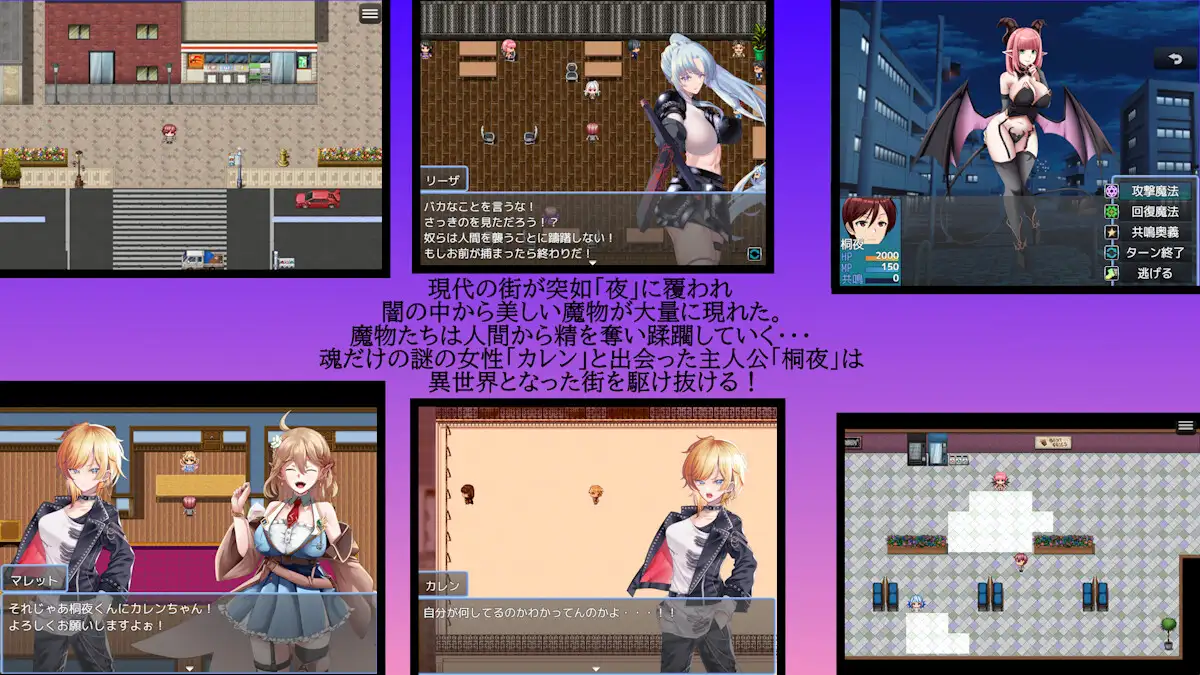 リーザ
バカなことを言うな！
さっきのを見ただろう！？
奴らは人間を襲うことに躊躇しない！
もしお前が捕まったら終わりだ！
攻撃魔法
回復魔法
共鳴奥義
ターン終了
逃げる
桐夜
HP 2000
MP 150
共鳴 0
現代の街が突如「夜」に覆われ
闇の中から美しい魔物が大量に現れた。
魔物たちは人間から精を奪い蹂躙していく･･･
魂だけの謎の女性「カレン」と出会った主人公「桐夜」は
異世界となった街を駆け抜ける！
マレット
それじゃあ桐夜くんにカレンちゃん！
よろしくお願いしますよぉ！
カレン
自分が何してるのかわかってんのかよ・・・！！